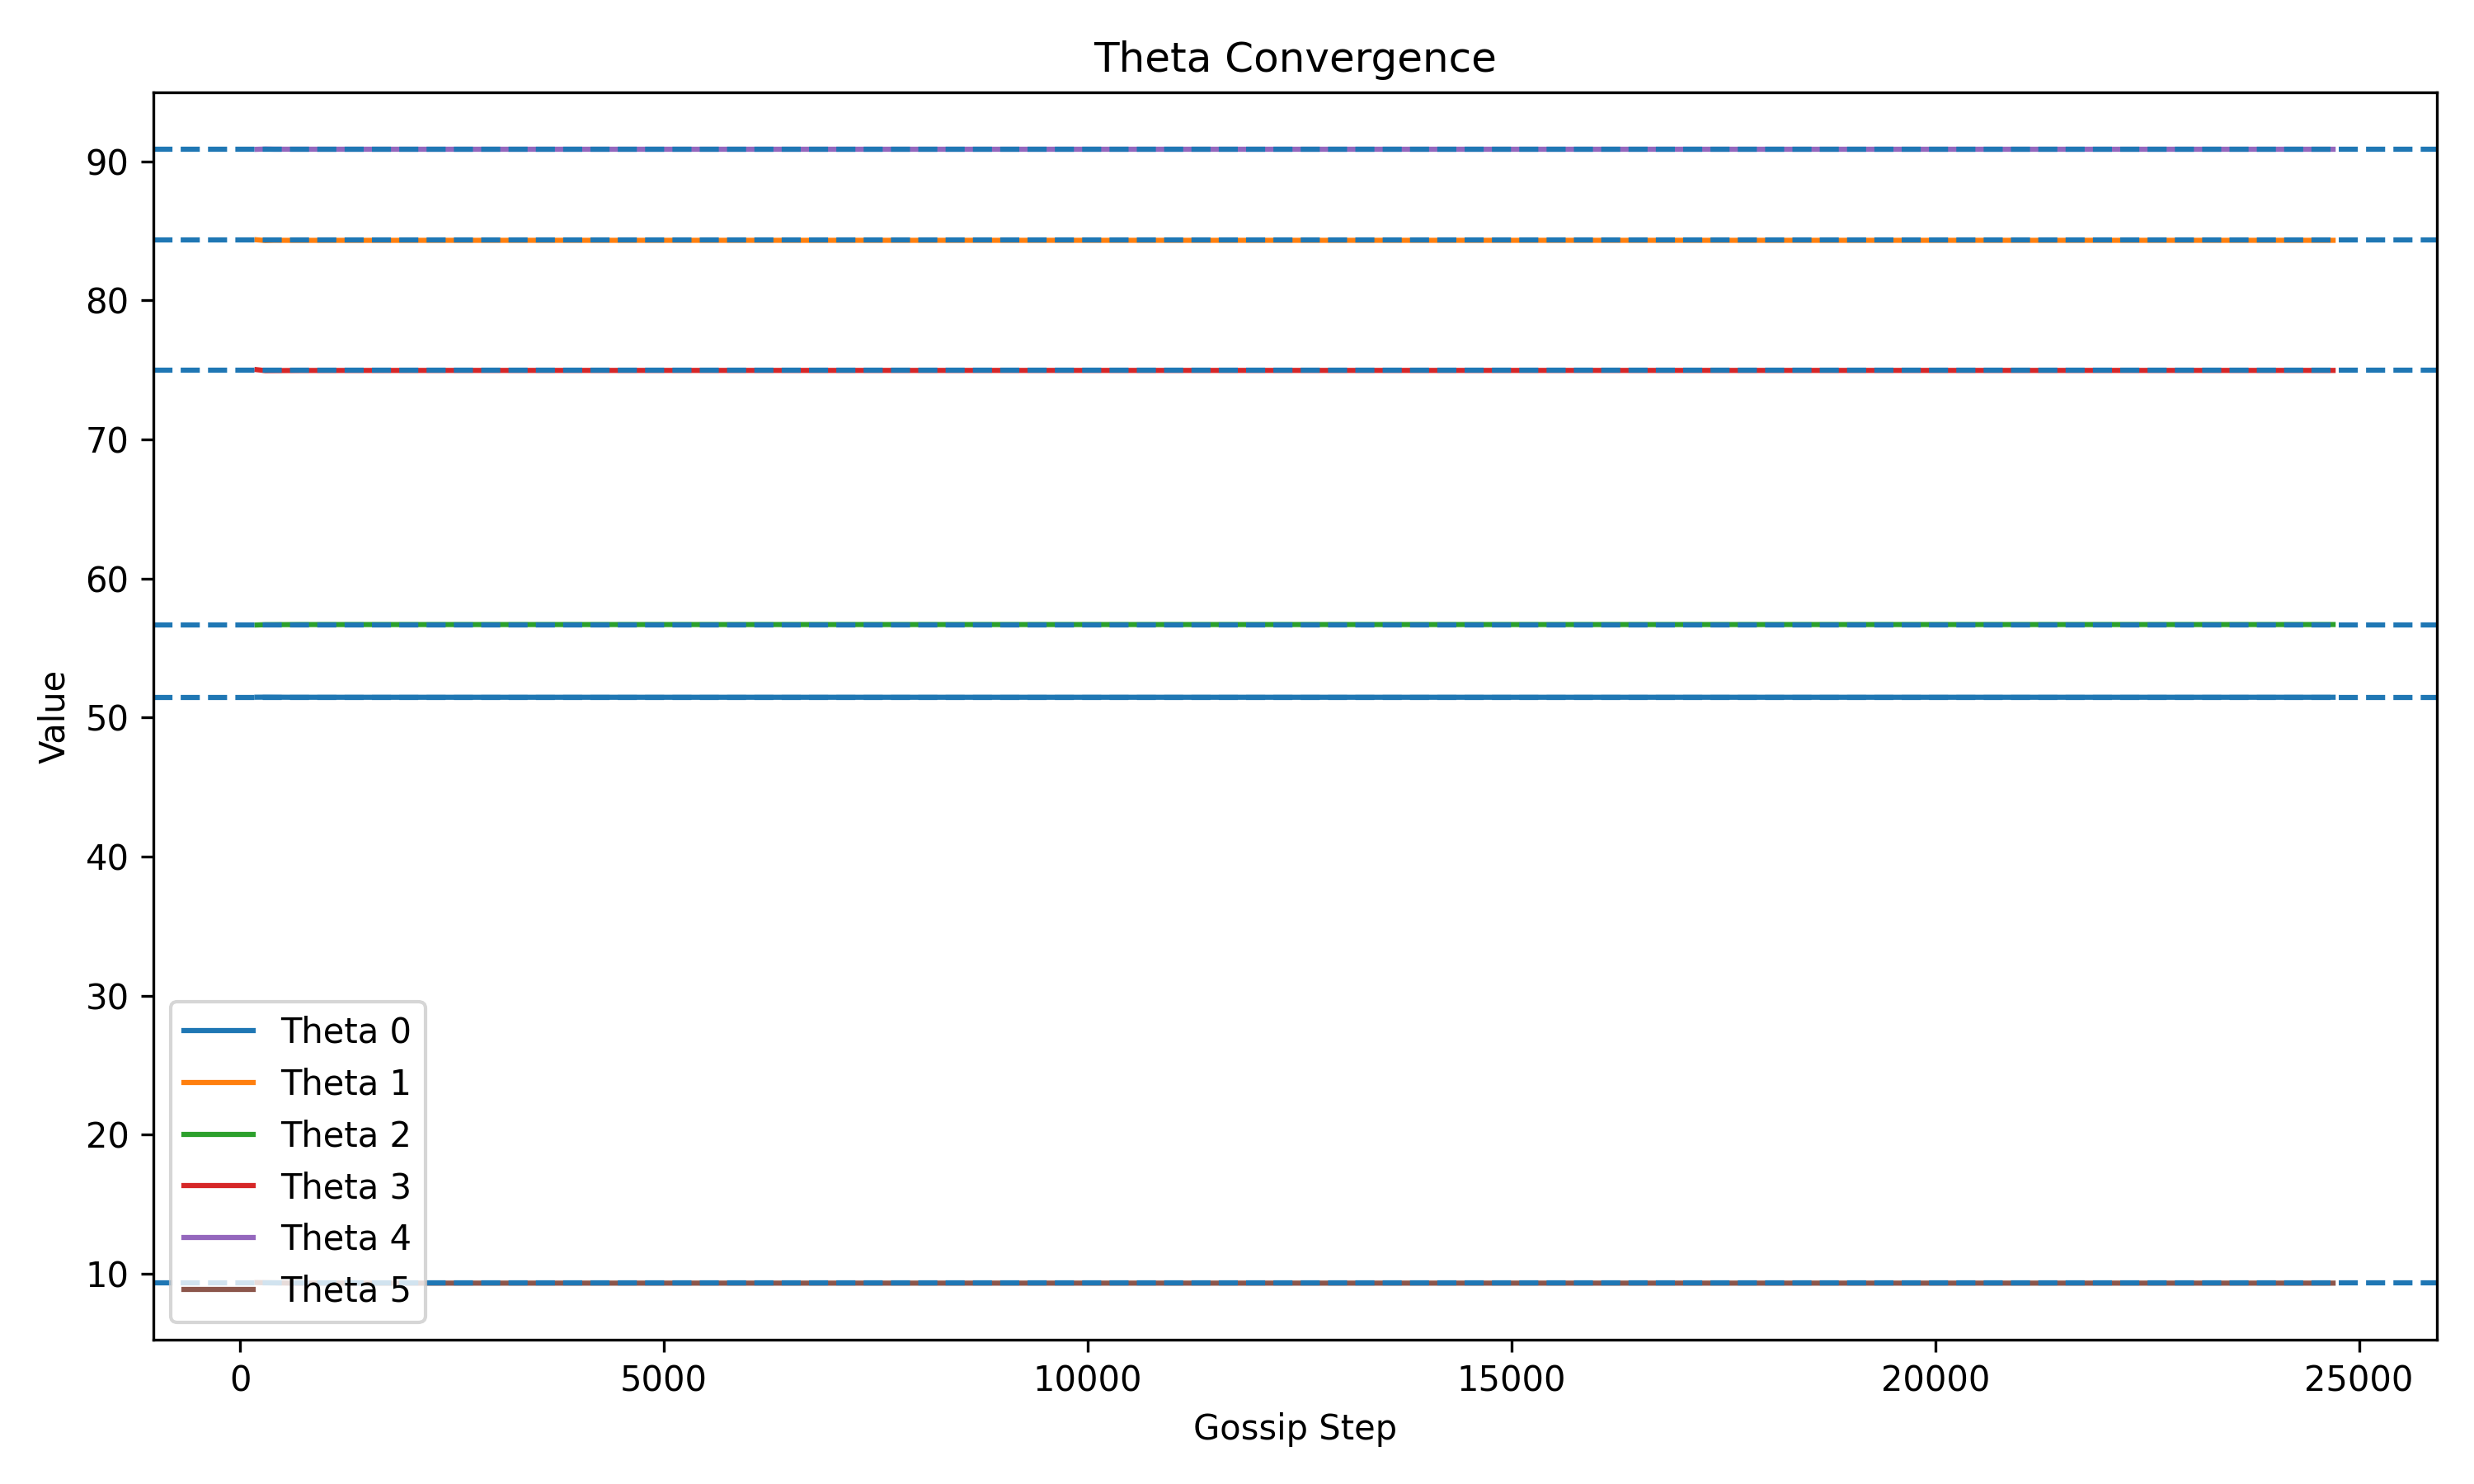 Theta Convergence
Value
90
80
70
60
50
40
30
20
10
Theta 0
Theta 1
Theta 2
Theta 3
Theta 4
Theta 5
0 5000 10000 15000 20000 25000
Gossip Step